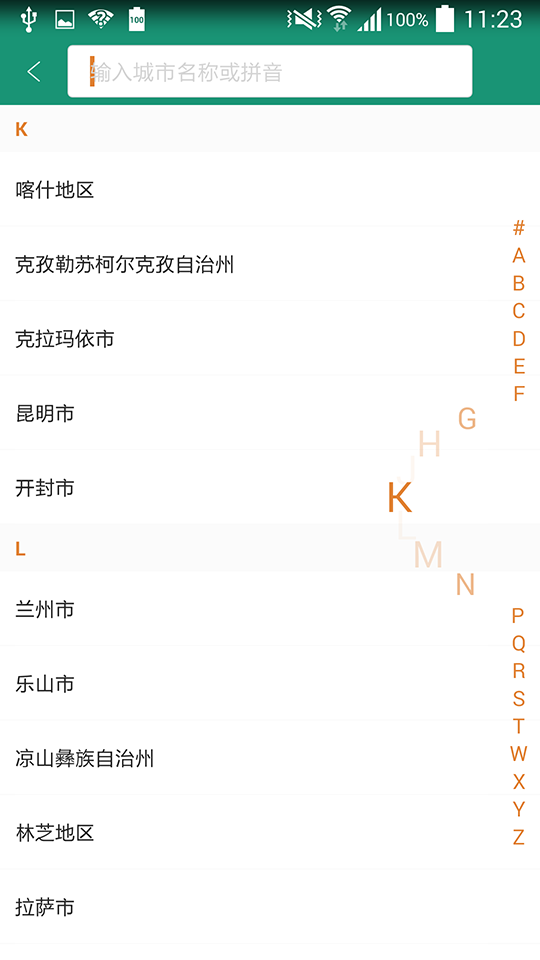 100
100%
11:23
输入城市名称或拼音
K
喀什地区
克孜勒苏柯尔克孜自治州
克拉玛依市
昆明市
开封市
L
兰州市
乐山市
凉山彝族自治州
林芝地区
拉萨市
#
A
B
C
D
E
F
G
H
J
K
L
M
N
P
Q
R
S
T
W
X
Y
Z